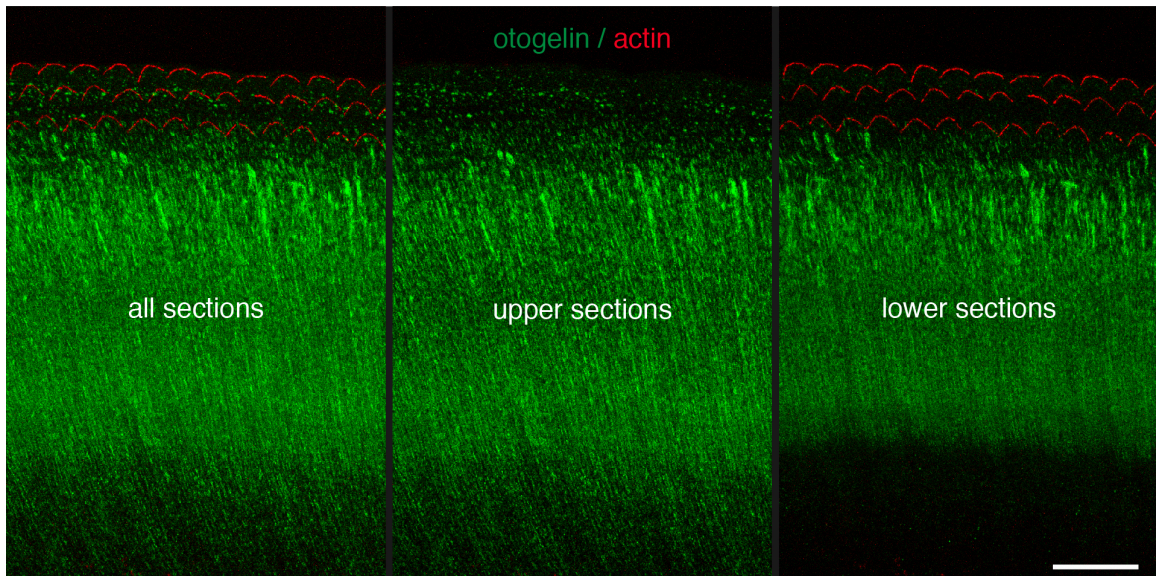 otogelin / actin
all sections
upper sections
lower sections